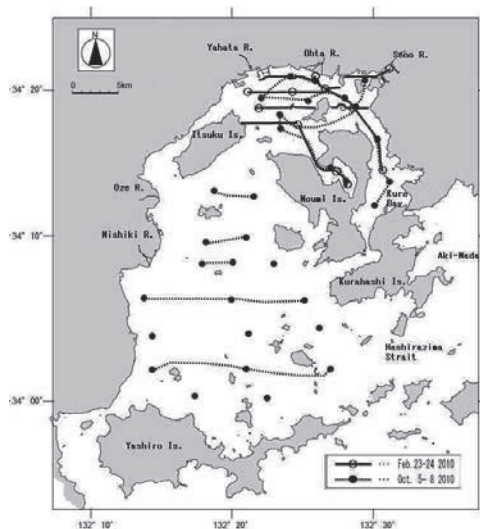 N
0 5km
Yahata R.
Ohta R.
Seno R.
34°20'
Itsuku Is.
Oze R.
Noumi Is.
Kure
Bay
34°10'
Nishiki R.
Aki-Nada
Kurahashi Is.
Hashirazima
Strait
34°00'
Yashiro Is.
Feb.23-24 2010
Oct. 5- 8 2010
132°10'
132°20'
132°30'